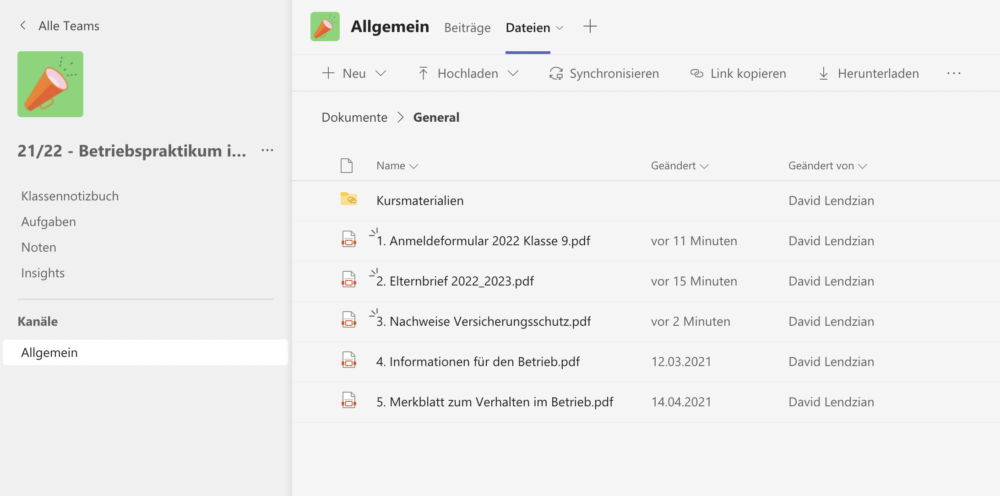 Alle Teams
21/22 - Betriebspraktikum i...
Klassennotizbuch
Aufgaben
Noten
Insights
Kanäle
Allgemein
Allgemein Beiträge Dateien
Neu Hochladen Synchronisieren Link kopieren Herunterladen
Dokumente > General
Name Geändert Geändert von
Kursmaterialien David Lendzian
1. Anmeldeformular 2022 Klasse 9.pdf vor 11 Minuten David Lendzian
2. Elternbrief 2022_2023.pdf vor 15 Minuten David Lendzian
3. Nachweise Versicherungsschutz.pdf vor 2 Minuten David Lendzian
4. Informationen für den Betrieb.pdf 12.03.2021 David Lendzian
5. Merkblatt zum Verhalten im Betrieb.pdf 14.04.2021 David Lendzian